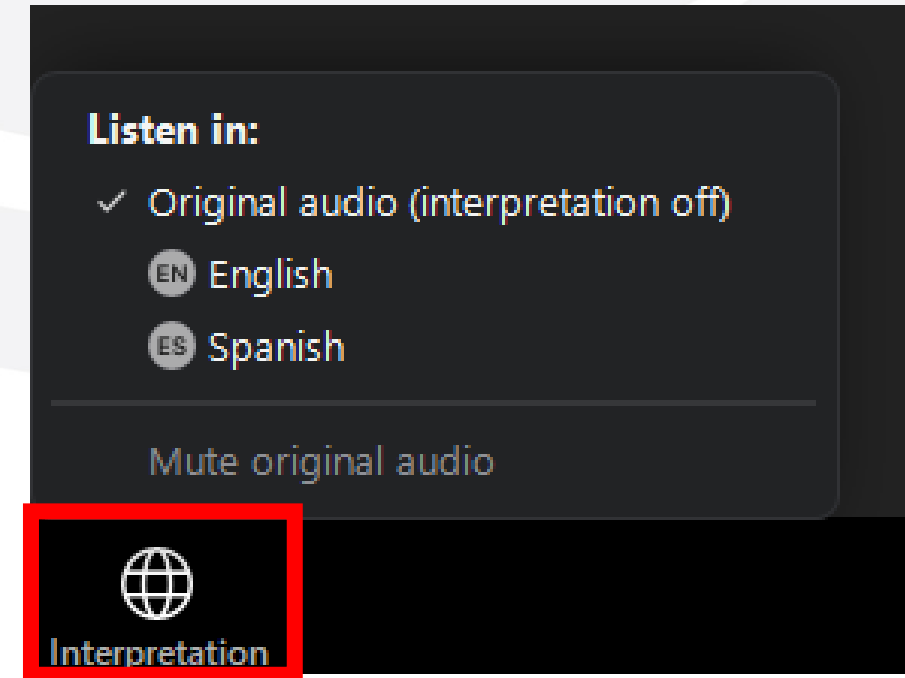 Listen in:
✓ Original audio (interpretation off)
EN English
ES Spanish
Mute original audio
Interpretation